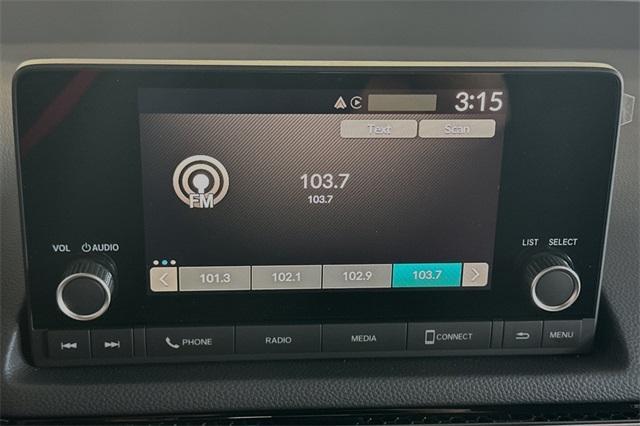 3:15
Text Scan
FM
103.7
103.7
VOL AUDIO
LIST SELECT
101.3 102.1 102.9 103.7
PHONE RADIO MEDIA CONNECT MENU